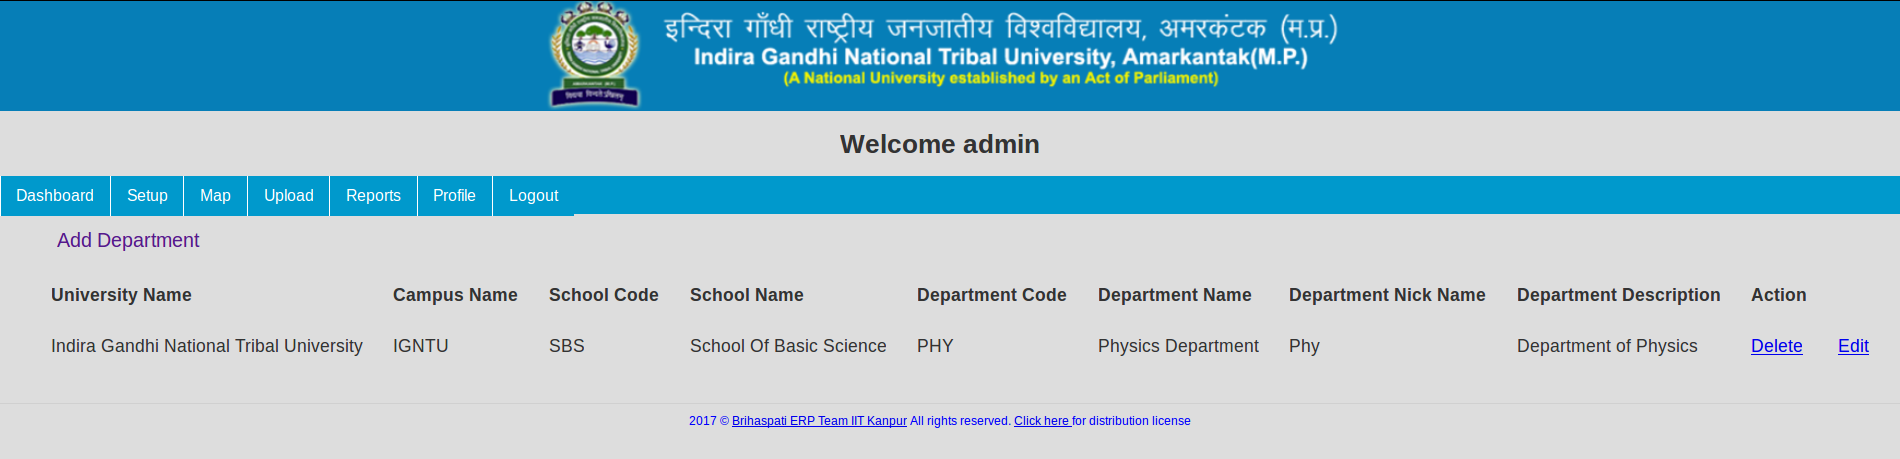 इन्दिरा गाँधी राष्ट्रीय जनजातीय विश्वविद्यालय, अमरकंटक (म.प्र.)
Indira Gandhi National Tribal University, Amarkantak(M.P.)
(A National University established by an Act of Parliament)
Welcome admin
Dashboard Setup Map Upload Reports Profile Logout
Add Department
University Name Campus Name School Code School Name Department Code Department Name Department Nick Name Department Description Action
Indira Gandhi National Tribal University IGNTU SBS School Of Basic Science PHY Physics Department Phy Department of Physics Delete Edit
2017 © Brihaspati ERP Team IIT Kanpur All rights reserved. Click here for distribution license